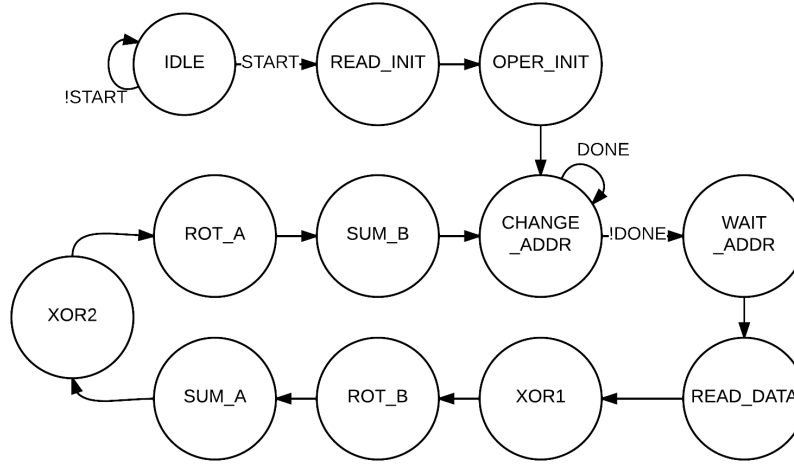 IDLE
START
READ_INIT
OPER_INIT
!START
DONE
ROT_A
SUM_B
CHANGE
_ADDR
!DONE
WAIT
_ADDR
XOR2
SUM_A
ROT_B
XOR1
READ_DATA